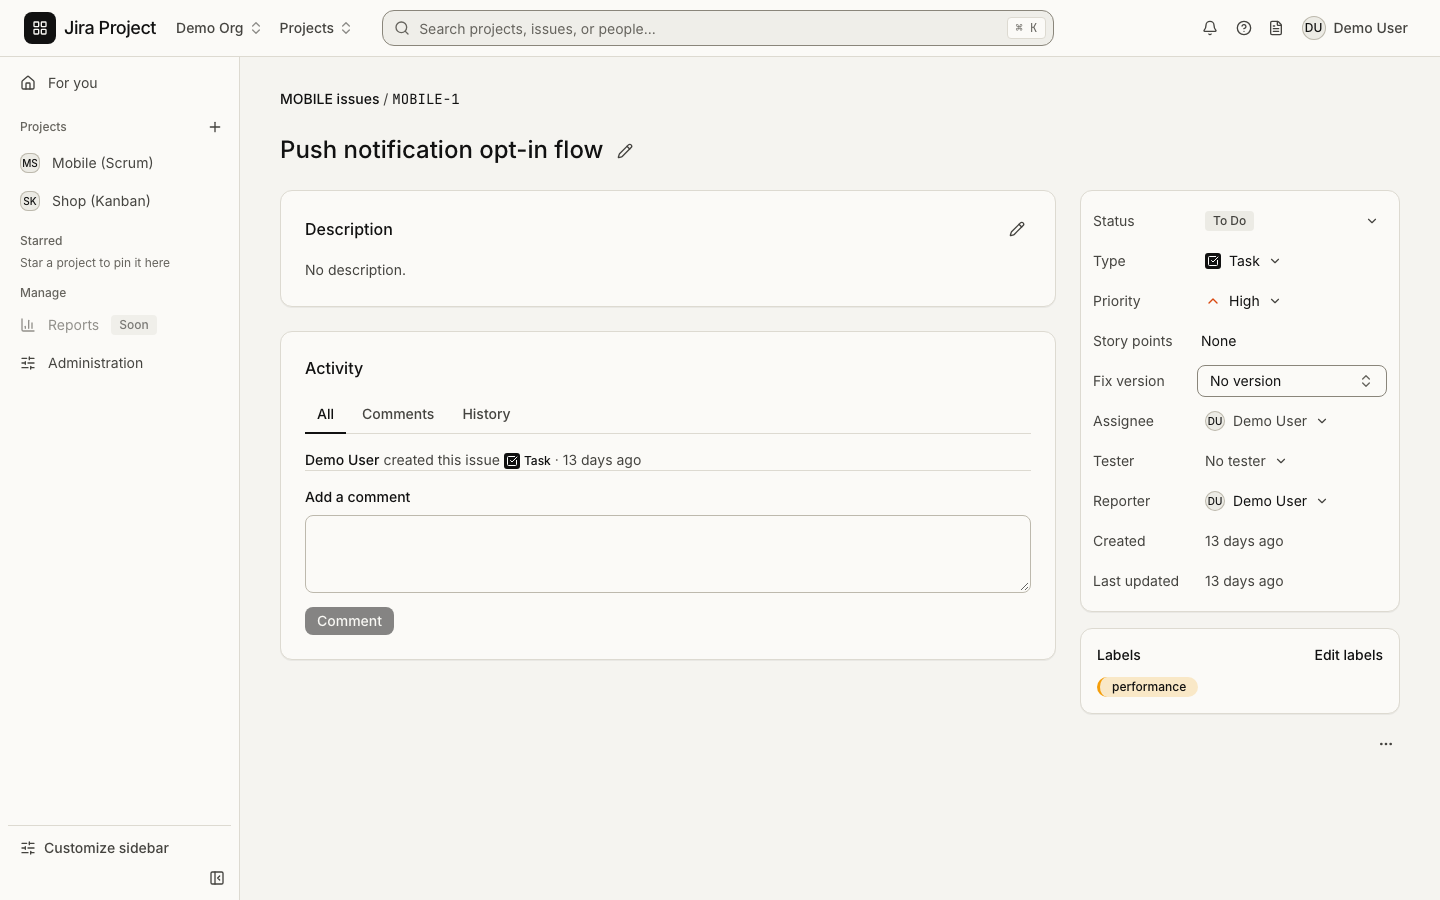 Jira Project
Demo Org
Projects
Search projects, issues, or people...
⌘ K
DU
Demo User
For you
Projects
MS
Mobile (Scrum)
SK
Shop (Kanban)
Starred
Star a project to pin it here
Manage
Reports
Soon
Administration
Customize sidebar
MOBILE issues / MOBILE-1
Push notification opt-in flow
Description
No description.
Activity
All
Comments
History
Demo User created this issue Task · 13 days ago
Add a comment
Comment
Status
To Do
Type
Task
Priority
High
Story points
None
Fix version
No version
Assignee
DU
Demo User
Tester
No tester
Reporter
DU
Demo User
Created
13 days ago
Last updated
13 days ago
Labels
Edit labels
performance